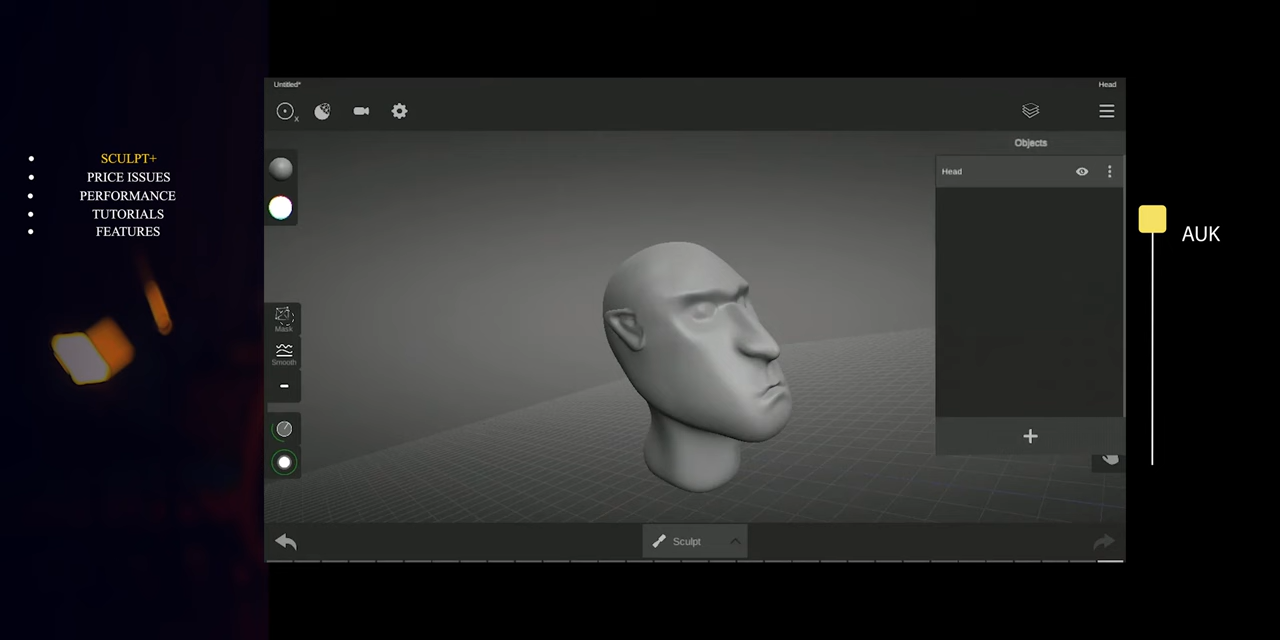 Untitled*
Head
X
Objects
SCULPT+
PRICE ISSUES
PERFORMANCE
TUTORIALS
FEATURES
Head
AUK
Mask
Smooth
Sculpt